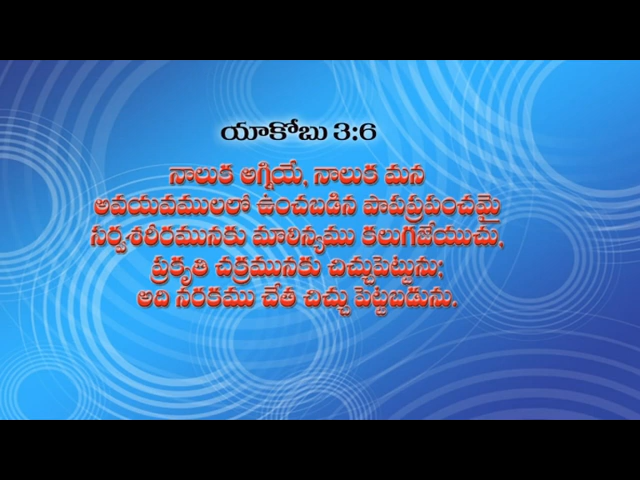 యాకోబు 3:6
నాలుక అగ్నియే, నాలుక మన
అవయవములలో ఉంచబడిన పాపప్రపంచమై
సర్వశరీరమునకు మాలిన్యము కలుగజేయుచు,
ప్రకృతి చక్రమునకు చిచ్చుపెట్టును;
అది నరకము చేత చిచ్చు పెట్టబడును.